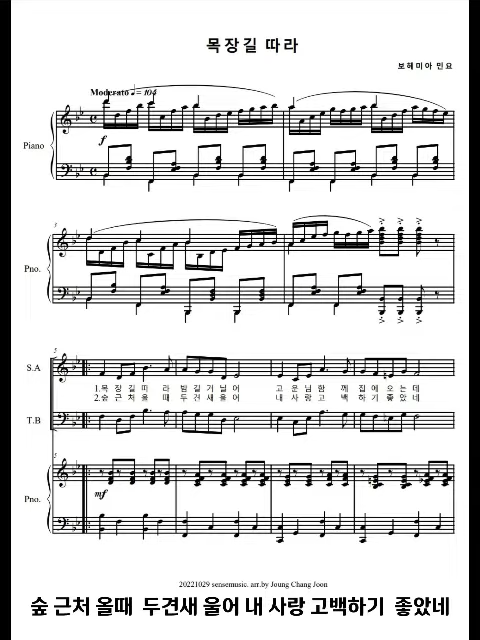 목장길 따라
보헤미아 민요
Moderato ♩ = 104
Piano
f
3
Pno.
5
S.A
1.목 장 길 따 라 밤 길 거 닐 어 고 운 님 함 께 집 에 오 는 데
2.숲 근 처 올 때 두 견 새 울 어 내 사 랑 고 백 하 기 좋 았 네
T.B
5
Pno.
mf
20221029 sensemusic. arr.by Joung Chang Joon
숲 근처 올때 두견새 울어 내 사랑 고백하기 좋았네